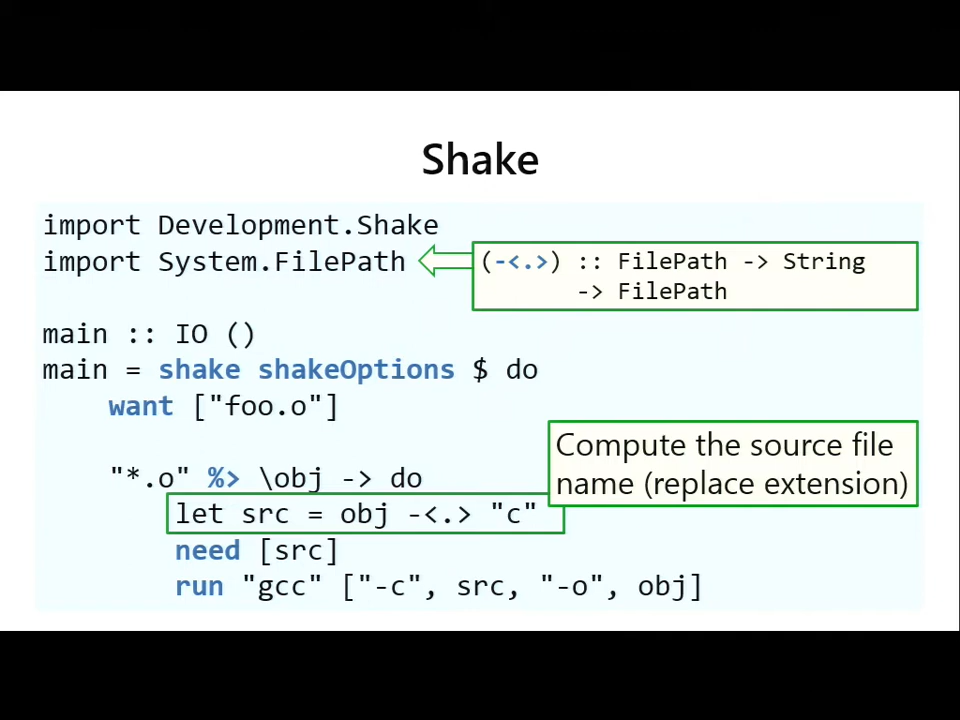 Shake
import Development.Shake
import System.FilePath
(-<.>) :: FilePath -> String
-> FilePath
main :: IO ()
main = shake shakeOptions $ do
want ["foo.o"]
Compute the source file
name (replace extension)
"*.o" %> \obj -> do
let src = obj -<.> "c"
need [src]
run "gcc" ["-c", src, "-o", obj]